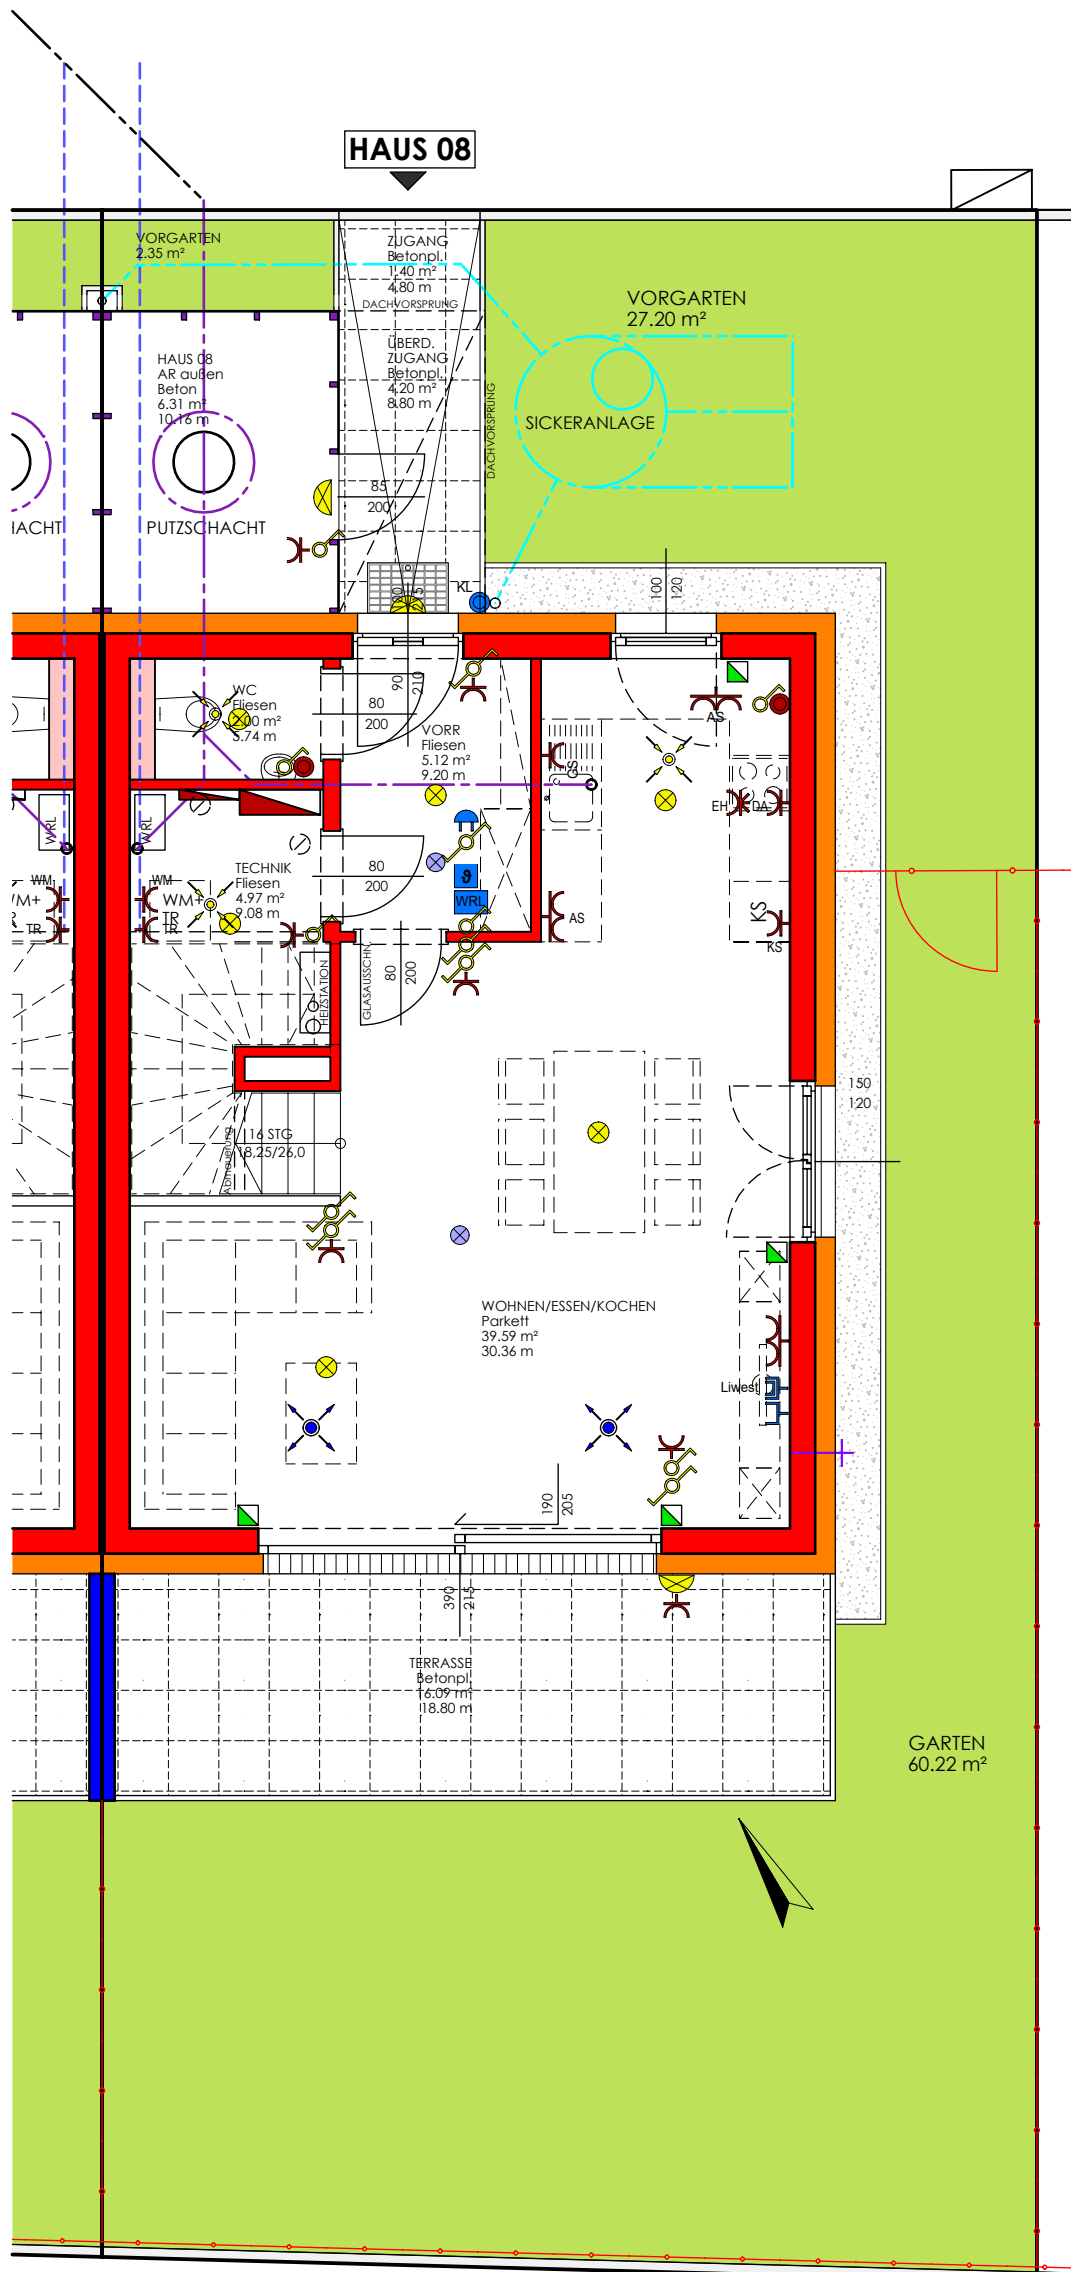 HAUS 08
VORGARTEN
2.35 m²
ZUGANG
Betonpl.
1.40 m²
4.80 m
DACHVORSPRUNG
VORGARTEN
27.20 m²
ÜBERD.
ZUGANG
Betonpl.
4.20 m²
8.80 m
DACHVORSPRUNG
HAUS 08
AR außen
Beton
6.31 m²
10.16 m
SICKERANLAGE
85
200
PUTZSCHACHT
KL
100
120
WC
Fliesen
2.00 m²
5.74 m
80
200
90
210
VORR
Fliesen
5.12 m²
9.20 m
AS
GS
EH
DA
WRL
WRL
TECHNIK
Fliesen
4.97 m²
9.08 m
80
200
WM
WM
WM+
TR
TR
TR
WRL
AS
KS
KS
HEIZSTATION
GLASAUSSCHN.
80
200
150
120
Abmauerung
16 STG
18,25/26,0
WOHNEN/ESSEN/KOCHEN
Parkett
39.59 m²
30.36 m
Liwest
190
205
390
215
TERRASSE
Betonpl.
16.09 m²
18.80 m
GARTEN
60.22 m²